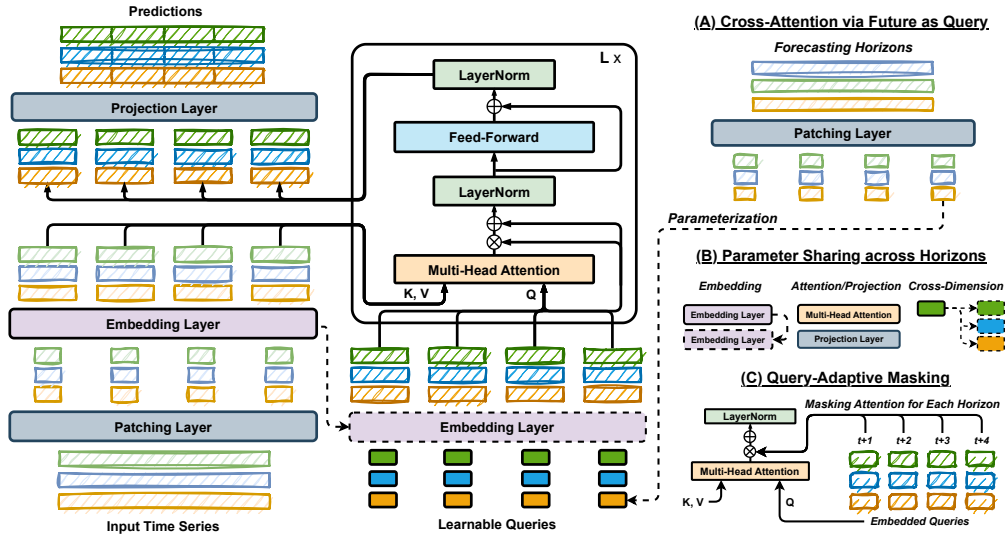 Predictions
Projection Layer
Embedding Layer
Patching Layer
Input Time Series
L x
LayerNorm
Feed-Forward
LayerNorm
Multi-Head Attention
K, V
Q
Embedding Layer
Learnable Queries
(A) Cross-Attention via Future as Query
Forecasting Horizons
Patching Layer
Parameterization
(B) Parameter Sharing across Horizons
Embedding Attention/Projection Cross-Dimension
Embedding Layer Multi-Head Attention
Embedding Layer Projection Layer
(C) Query-Adaptive Masking
Masking Attention for Each Horizon
LayerNorm
t+1 t+2 t+3 t+4
Multi-Head Attention
K, V
Q
Embedded Queries